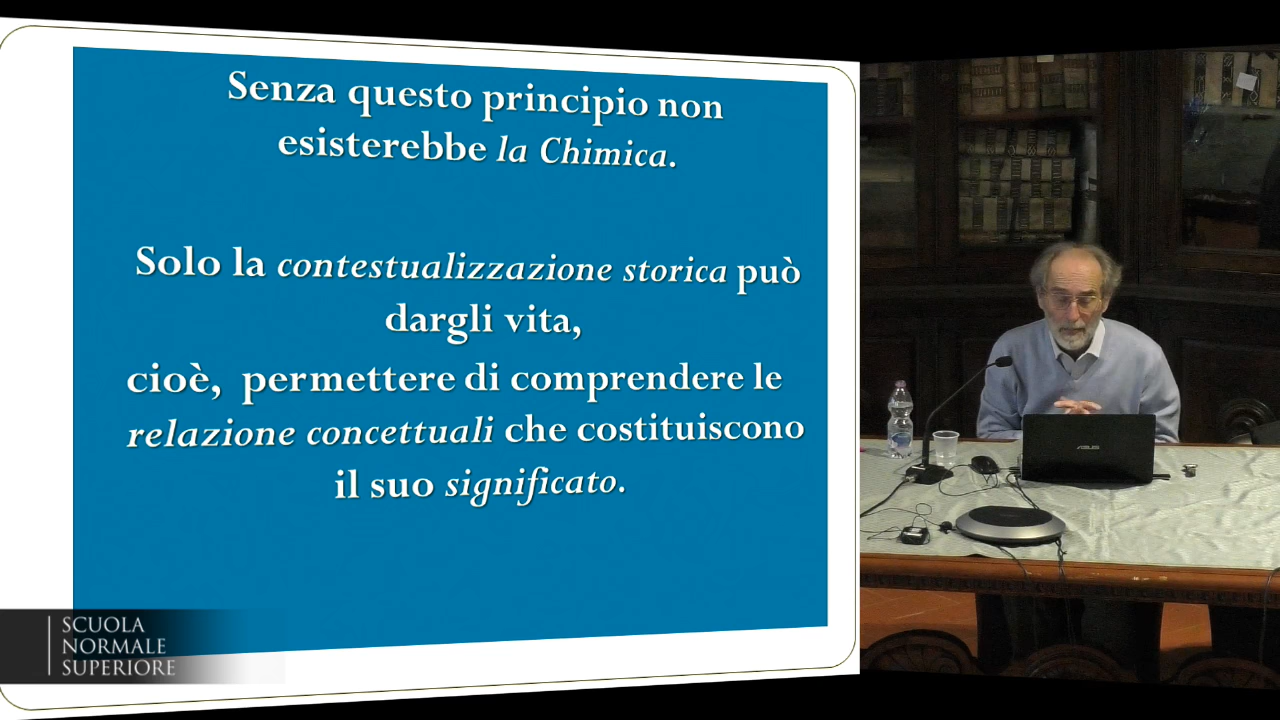 Senza questo principio non
esisterebbe la Chimica.
Solo la contestualizzazione storica può
dargli vita,
cioè, permettere di comprendere le
relazione concettuali che costituiscono
il suo significato.
SCUOLA
NORMALE
SUPERIORE
ASUS